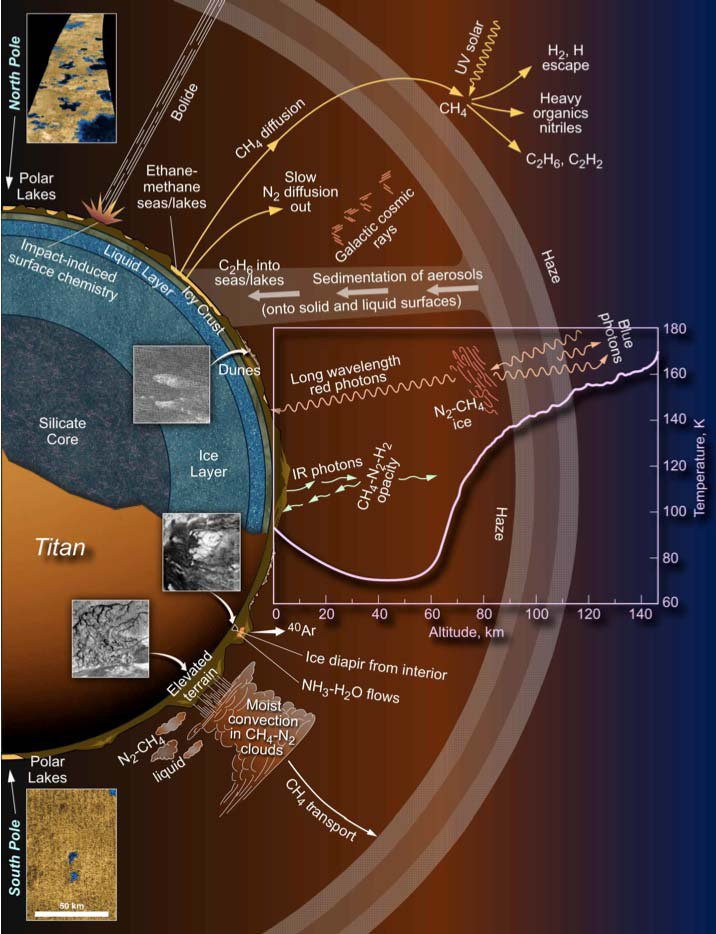 North Pole
Polar
Lakes
Bolide
Ethane-
methane
seas/lakes
CH4 diffusion
Slow
N2 diffusion
out
Galactic cosmic
rays
UV solar
CH4
H2, H
escape
Heavy
organics
nitriles
C2H6, C2H2
Haze
Impact-induced
surface chemistry
Liquid Layer
Icy Crust
C2H6 into
seas/lakes
Sedimentation of aerosols
(onto solid and liquid surfaces)
Dunes
Silicate
Core
Ice
Layer
Titan
Long wavelength
red photons
N2-CH4
ice
Blue
photons
IR photons
CH4-N2-H2
opacity
Haze
180
160
140
120
100
80
60
Temperature, K
0
20
40
60
80
100
120
140
Altitude, km
40Ar
Ice diapir from interior
NH3-H2O flows
Elevated
terrain
Moist
convection
in CH4-N2
clouds
N2-CH4
liquid
CH4 transport
Polar
Lakes
South Pole
50 km